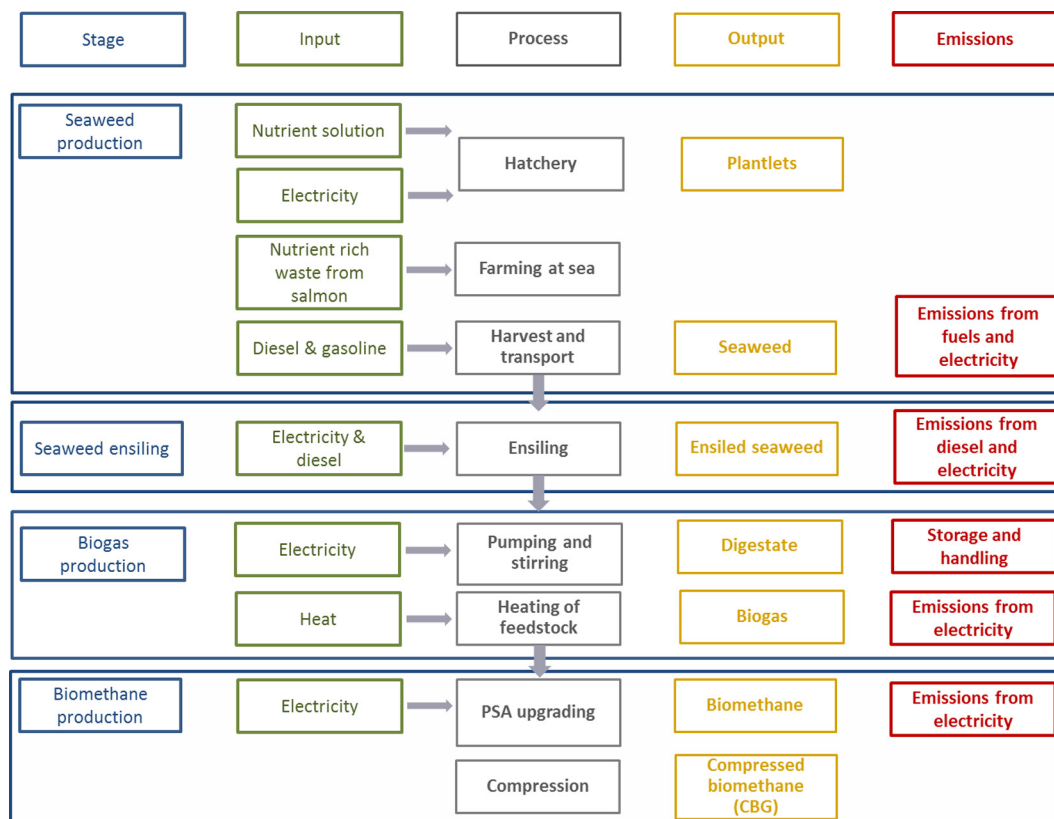 Stage
Input
Process
Output
Emissions
Seaweed
production
Nutrient solution
Hatchery
Plantlets
Electricity
Nutrient rich
waste from
salmon
Farming at sea
Diesel & gasoline
Harvest and
transport
Seaweed
Emissions from
fuels and
electricity
Seaweed ensiling
Electricity &
diesel
Ensiling
Ensiled seaweed
Emissions from
diesel and
electricity
Biogas
production
Electricity
Pumping and
stirring
Digestate
Storage and
handling
Heat
Heating of
feedstock
Biogas
Emissions from
electricity
Biomethane
production
Electricity
PSA upgrading
Biomethane
Emissions from
electricity
Compression
Compressed
biomethane
(CBG)